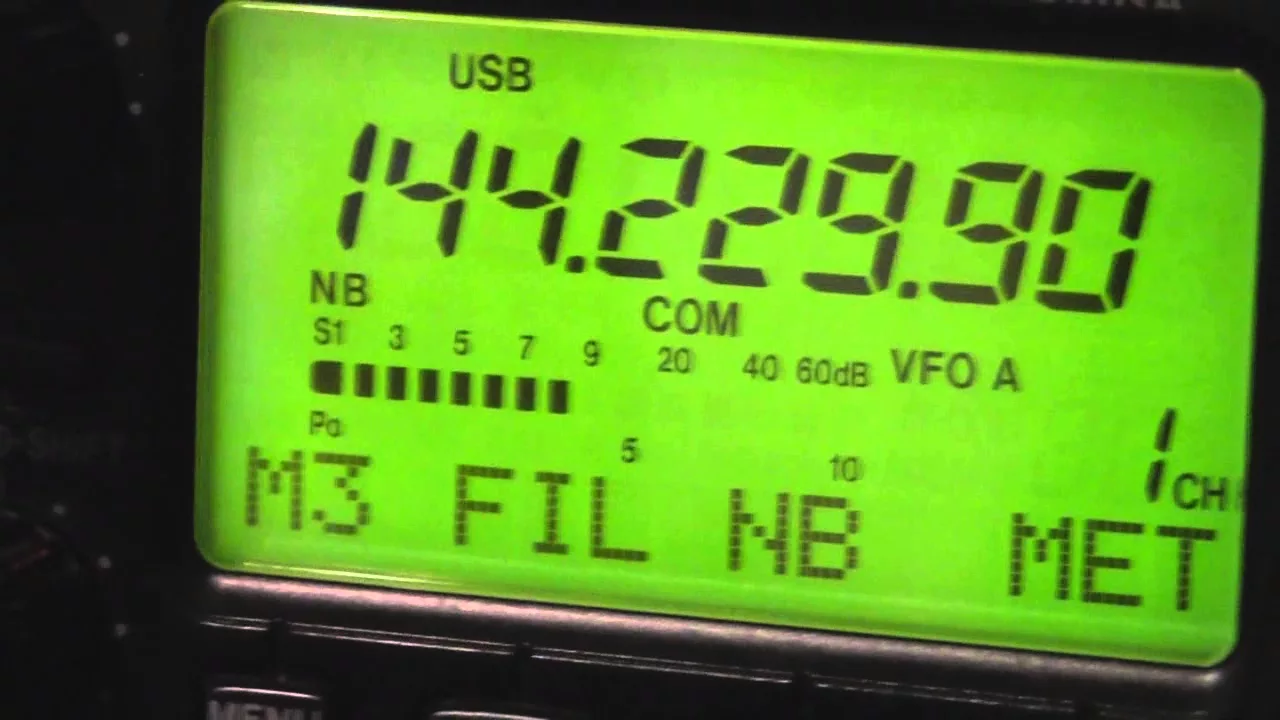 USB
144.229.90
NB
COM
S1 3 5 7 9 20 40 60dB VFO A
Po 5 10 1 CH
M3 FIL NB MET
MENU